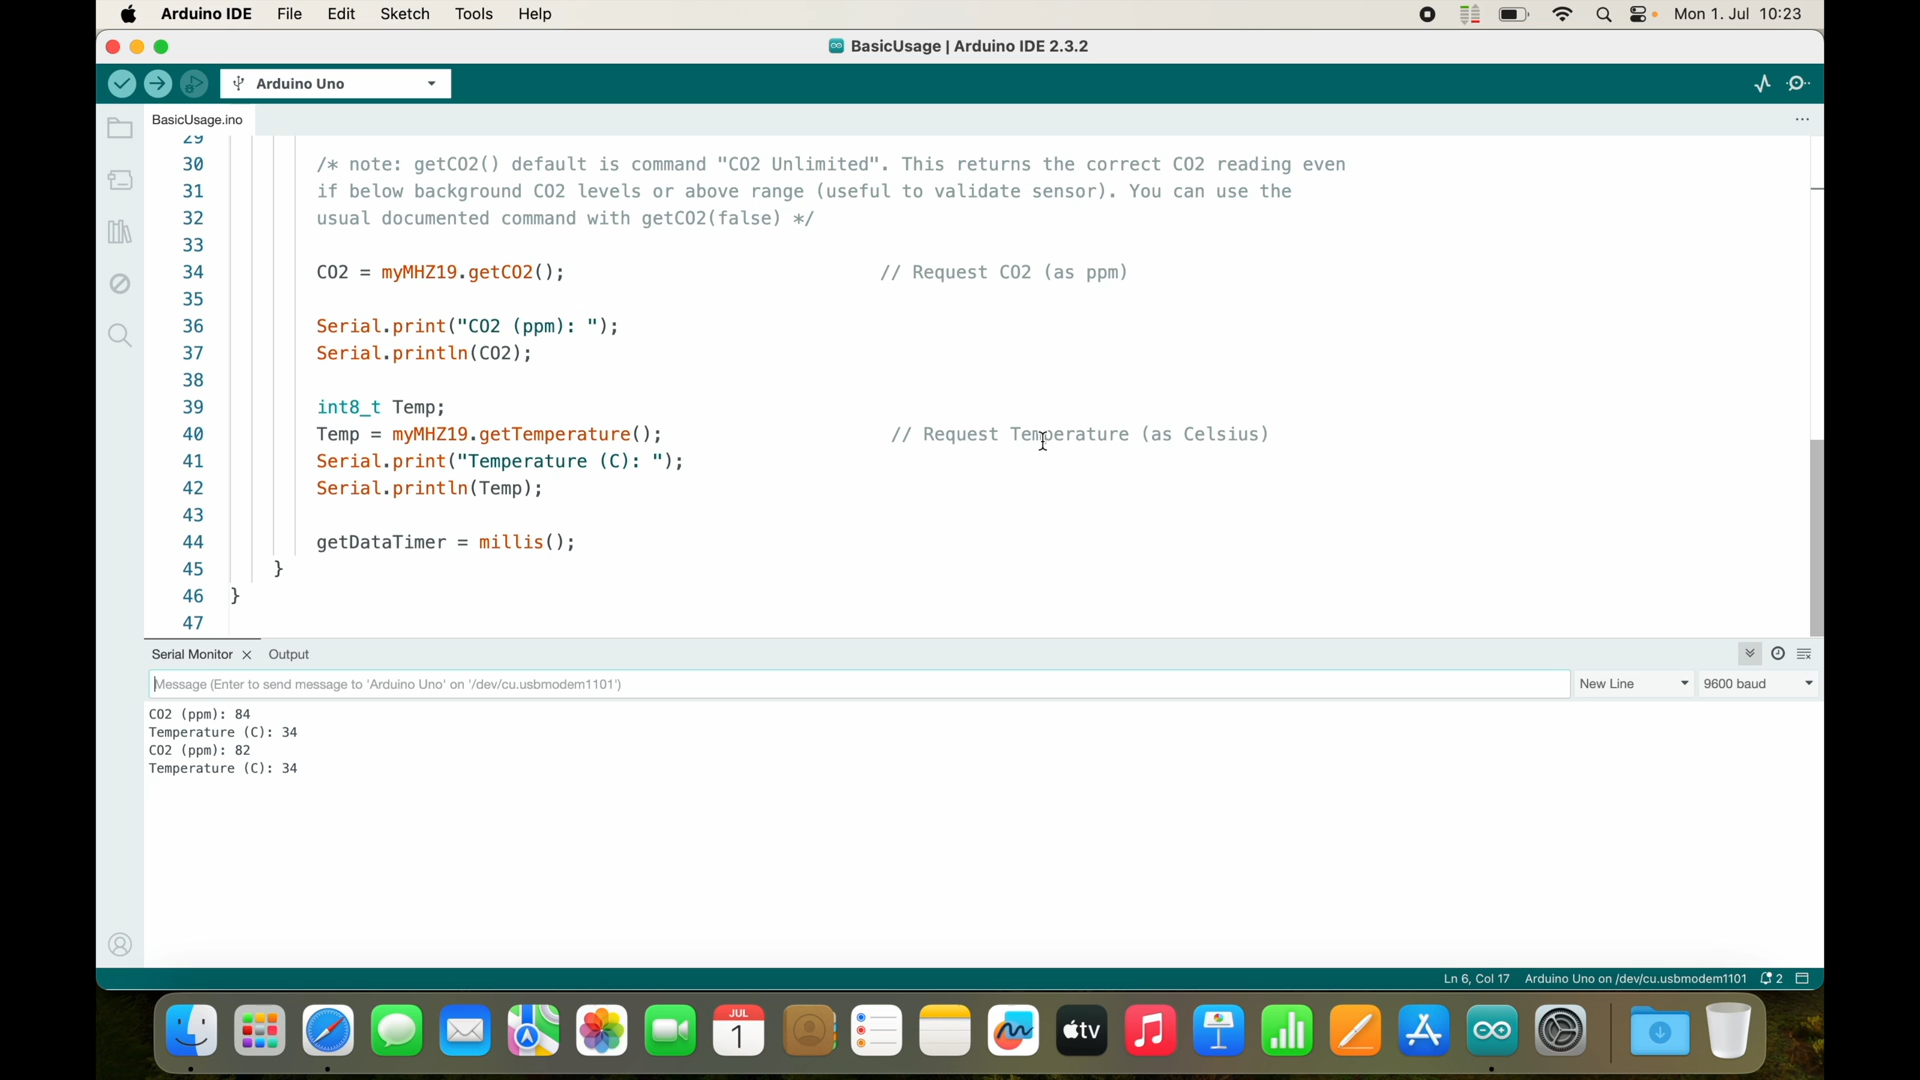 Arduino IDE File Edit Sketch Tools Help Mon 1. Jul 10:23
BasicUsage | Arduino IDE 2.3.2
Arduino Uno
BasicUsage.ino
29
30 /* note: getCO2() default is command "CO2 Unlimited". This returns the correct CO2 reading even
31 if below background CO2 levels or above range (useful to validate sensor). You can use the
32 usual documented command with getCO2(false) */
33
34 CO2 = myMHZ19.getCO2(); // Request CO2 (as ppm)
35
36 Serial.print("CO2 (ppm): ");
37 Serial.println(CO2);
38
39 int8_t Temp;
40 Temp = myMHZ19.getTemperature(); // Request Temperature (as Celsius)
41 Serial.print("Temperature (C): ");
42 Serial.println(Temp);
43
44 getDataTimer = millis();
45 }
46 }
47
Serial Monitor Output
Message (Enter to send message to 'Arduino Uno' on '/dev/cu.usbmodem1101') New Line 9600 baud
CO2 (ppm): 84
Temperature (C): 34
CO2 (ppm): 82
Temperature (C): 34
Ln 6, Col 17 Arduino Uno on /dev/cu.usbmodem1101 2
JUL
1
tv